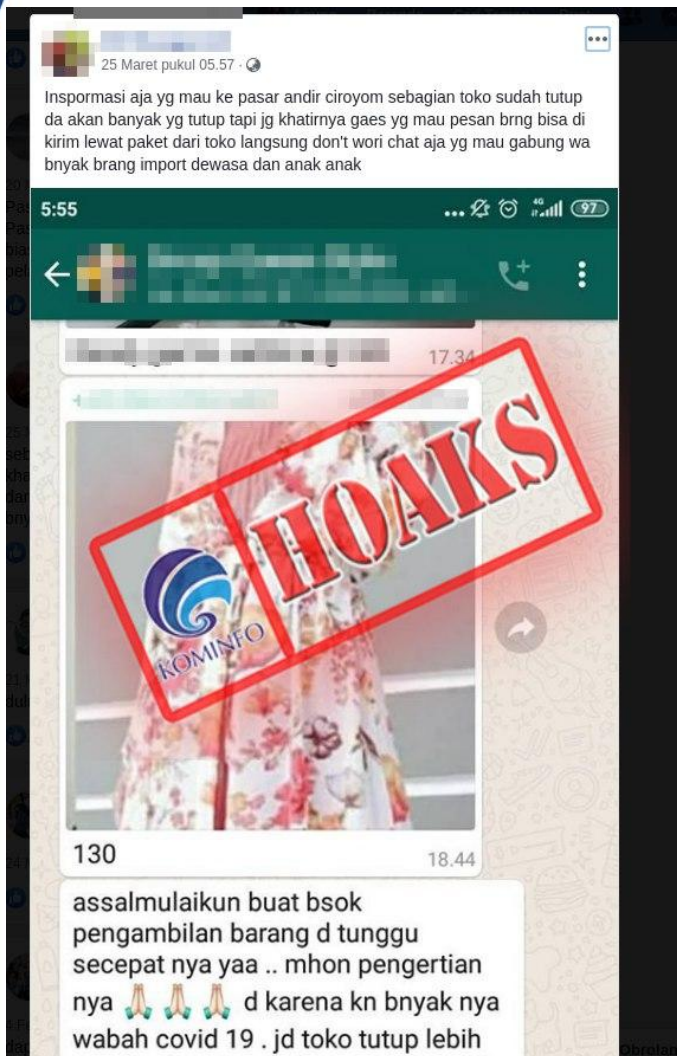 25 Maret pukul 05.57 ·
Inspormasi aja yg mau ke pasar andir ciroyom sebagian toko sudah tutup
da akan banyak yg tutup tapi jg khatirnya gaes yg mau pesan brng bisa di
kirim lewat paket dari toko langsung don't wori chat aja yg mau gabung wa
bnyak brang import dewasa dan anak anak
5:55
4G
97
17.34
HOAKS
KOMINFO
130
18.44
assalmulaikun buat bsok
pengambilan barang d tunggu
secepat nya yaa .. mhon pengertian
nya 🙏🏻 🙏🏻 🙏🏻 d karena kn bnyak nya
wabah covid 19 . jd toko tutup lebih
Obrolan